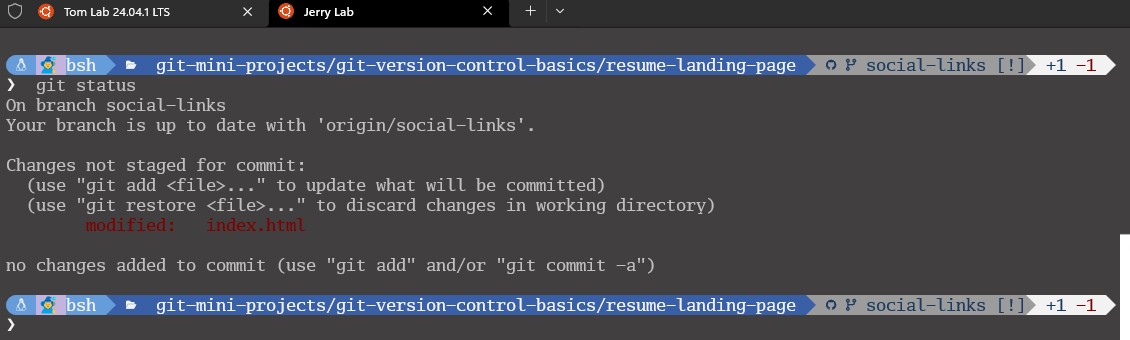 Tom Lab 24.04.1 LTS
Jerry Lab
bsh git-mini-projects/git-version-control-basics/resume-landing-page social-links [!] +1 -1
❯ git status
On branch social-links
Your branch is up to date with 'origin/social-links'.
Changes not staged for commit:
(use "git add <file>..." to update what will be committed)
(use "git restore <file>..." to discard changes in working directory)
modified: index.html
no changes added to commit (use "git add" and/or "git commit -a")
bsh git-mini-projects/git-version-control-basics/resume-landing-page social-links [!] +1 -1
❯